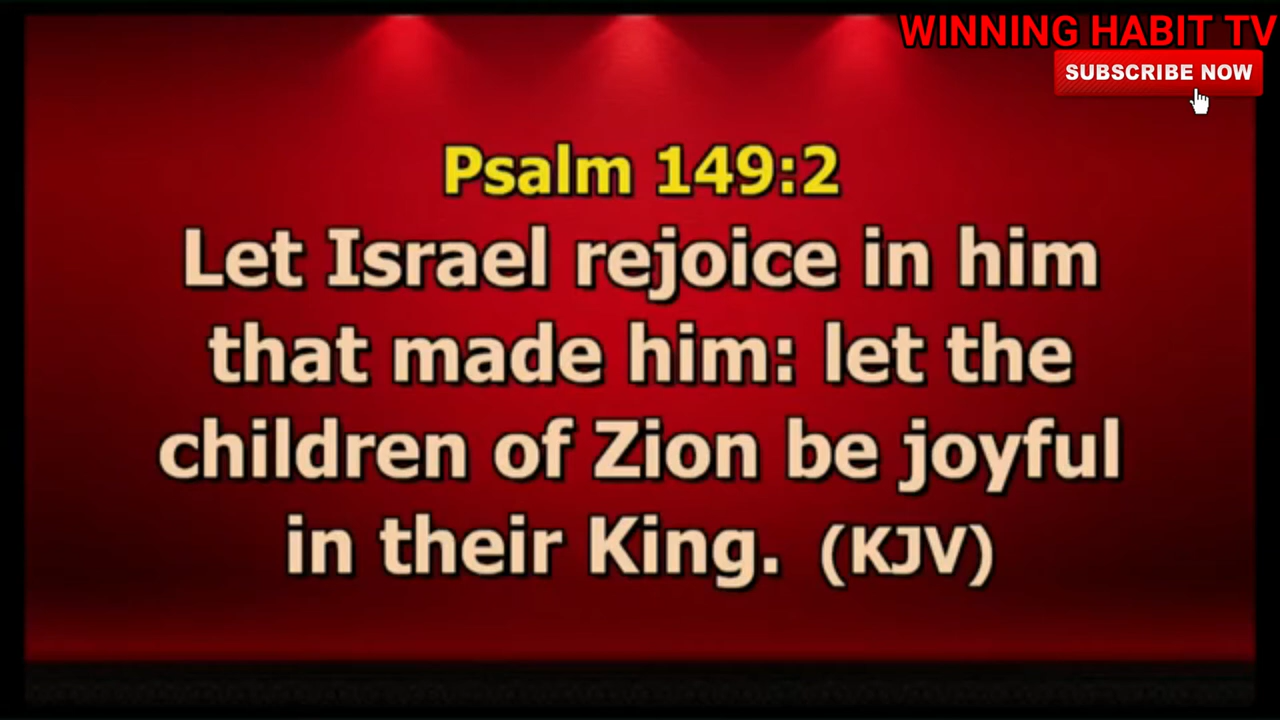 WINNING HABIT TV
SUBSCRIBE NOW
Psalm 149:2
Let Israel rejoice in him
that made him: let the
children of Zion be joyful
in their King. (KJV)